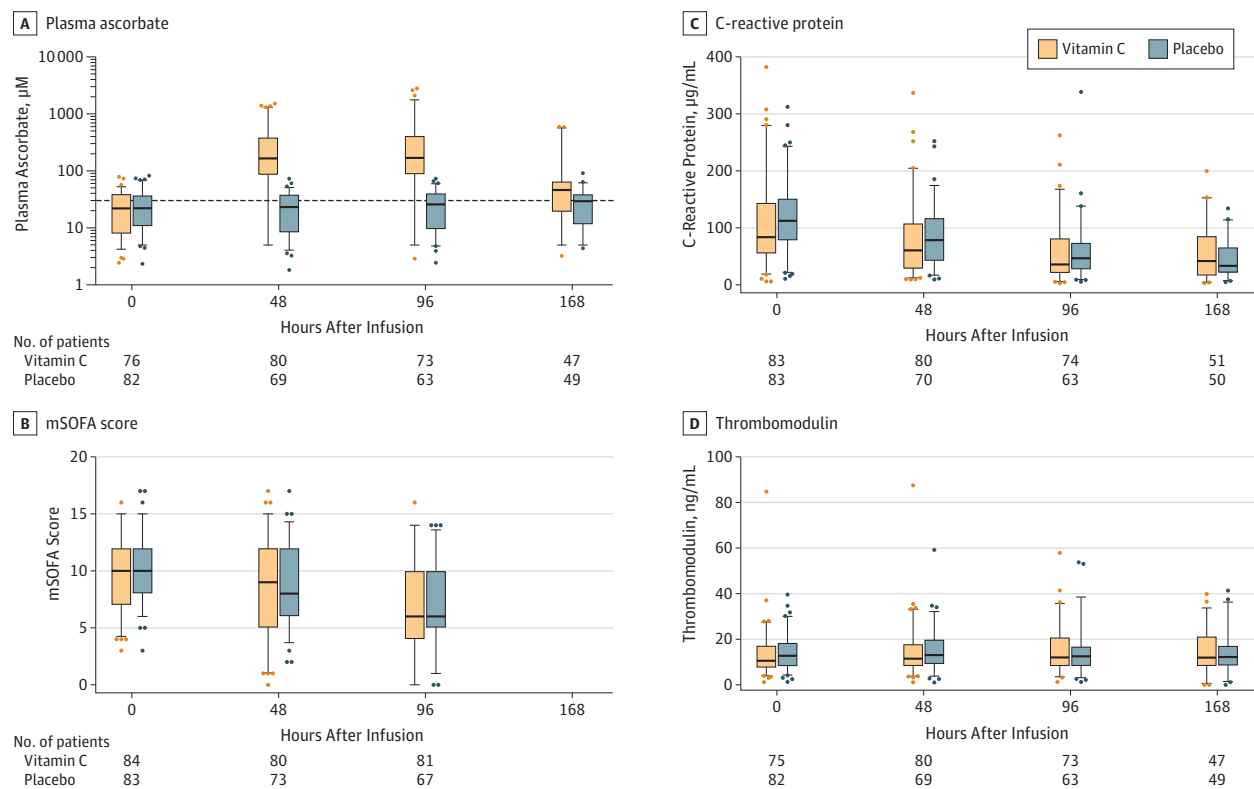 A Plasma ascorbate
10 000
1000
100
10
1
Plasma Ascorbate, µM
0 48 96 168
Hours After Infusion
No. of patients
Vitamin C 76 80 73 47
Placebo 82 69 63 49
B mSOFA score
20
15
10
5
0
mSOFA Score
0 48 96 168
Hours After Infusion
No. of patients
Vitamin C 84 80 81
Placebo 83 73 67
C C-reactive protein
Vitamin C Placebo
400
300
200
100
0
C-Reactive Protein, µg/mL
0 48 96 168
Hours After Infusion
83 80 74 51
83 70 63 50
D Thrombomodulin
100
80
60
40
20
0
Thrombomodulin, ng/mL
0 48 96 168
Hours After Infusion
75 80 73 47
82 69 63 49